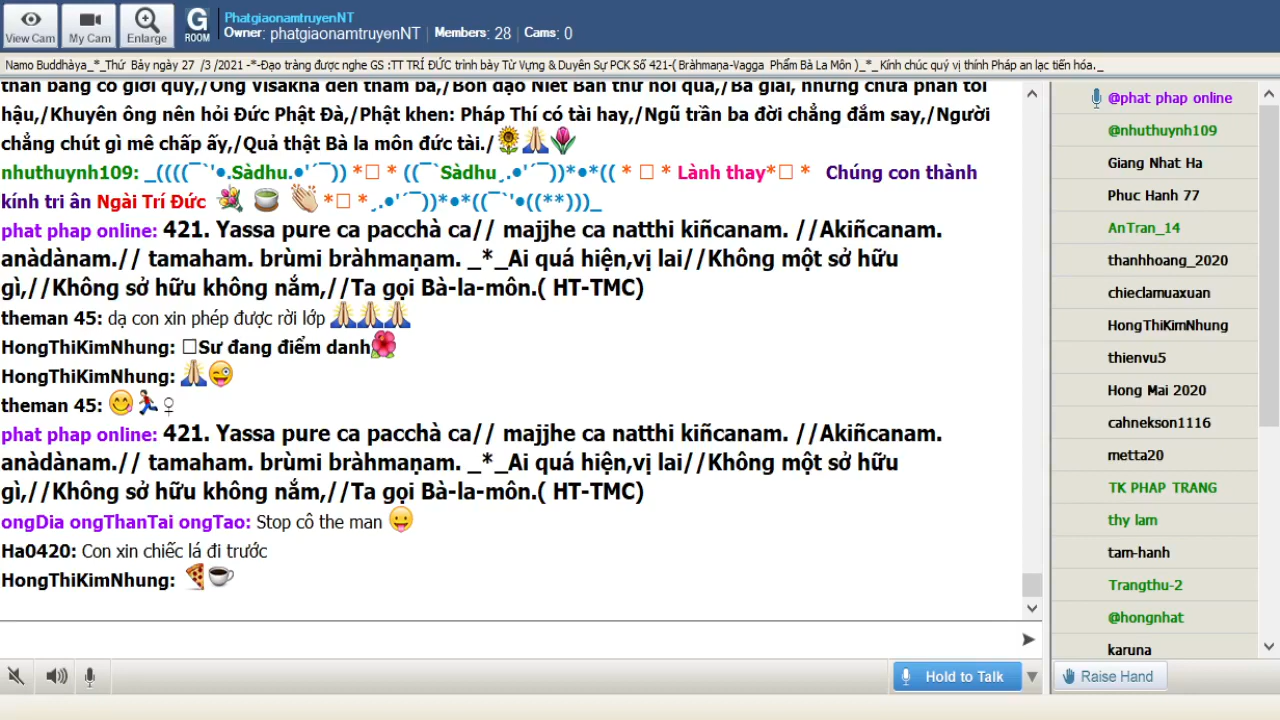 View Cam
My Cam
Enlarge
G
ROOM
PhatgiaonamtruyenNT
Owner: phatgiaonamtruyenNT | Members: 28 | Cams: 0
Namo Buddhàya_*_Thứ Bảy ngày 27 /3 /2021 -*-Đạo tràng được nghe GS :TT TRÍ ĐỨC trình bày Từ Vựng & Duyên Sự PCK Số 421-( Bràhmaṇa-Vagga Phẩm Bà La Môn )_*_Kính chúc quý vị thính Pháp an lạc tiến hóa._
hậu,/Khuyên ông nên hỏi Đức Phật Đà,/Phật khen: Pháp Thí có tài hay,/Ngũ trần ba đời chẳng đắm say,/Người
chẳng chút gì mê chấp ấy,/Quả thật Bà la môn đức tài./
nhuthuynh109: _((((¯`'•.Sàdhu.•'´¯)) *□ * ((¯`Sàdhu¸.•'´¯))•*•(( * □ * Lành thay*□ * Chúng con thành
kính tri ân Ngài Trí Đức *□ *¸.•'´¯))*•*((¯`'•((**)))_
phat phap online: 421. Yassa pure ca pacchà ca// majjhe ca natthi kiñcanam. //Akiñcanam.
anàdànam.// tamaham. brùmi bràhmaṇam. _*_Ai quá hiện,vị lai//Không một sở hữu
gì,//Không sở hữu không nắm,//Ta gọi Bà-la-môn.( HT-TMC)
theman 45: dạ con xin phép được rời lớp
HongThiKimNhung: □Sư đang điểm danh
HongThiKimNhung:
theman 45: ♀
phat phap online: 421. Yassa pure ca pacchà ca// majjhe ca natthi kiñcanam. //Akiñcanam.
anàdànam.// tamaham. brùmi bràhmaṇam. _*_Ai quá hiện,vị lai//Không một sở hữu
gì,//Không sở hữu không nắm,//Ta gọi Bà-la-môn.( HT-TMC)
ongDia ongThanTai ongTao: Stop cô the man
Ha0420: Con xin chiếc lá đi trước
HongThiKimNhung:
Hold to Talk
@phat phap online
@nhuthuynh109
Giang Nhat Ha
Phuc Hanh 77
AnTran_14
thanhhoang_2020
chieclamuaxuan
HongThiKimNhung
thienvu5
Hong Mai 2020
cahnekson1116
metta20
TK PHAP TRANG
thy lam
tam-hanh
Trangthu-2
@hongnhat
karuna
Raise Hand